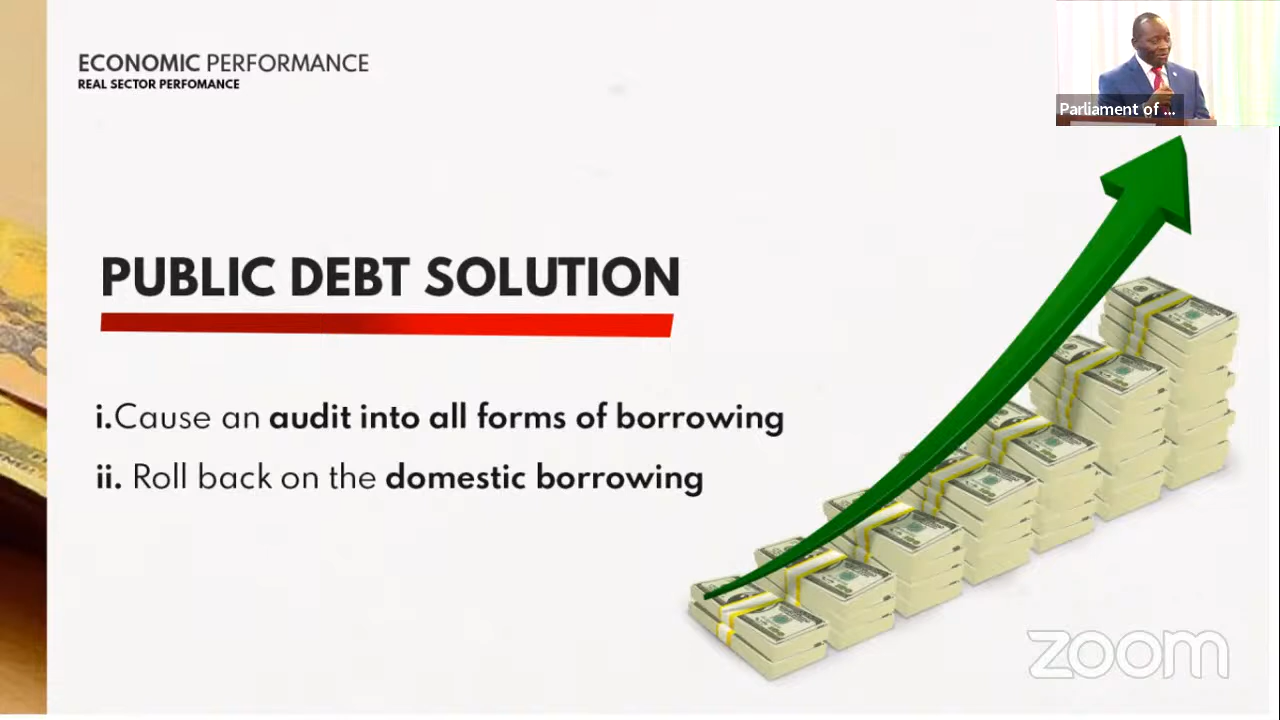 ECONOMIC PERFORMANCE
REAL SECTOR PERFOMANCE
Parliament of ...
PUBLIC DEBT SOLUTION
i.Cause an audit into all forms of borrowing
ii. Roll back on the domestic borrowing
zoom